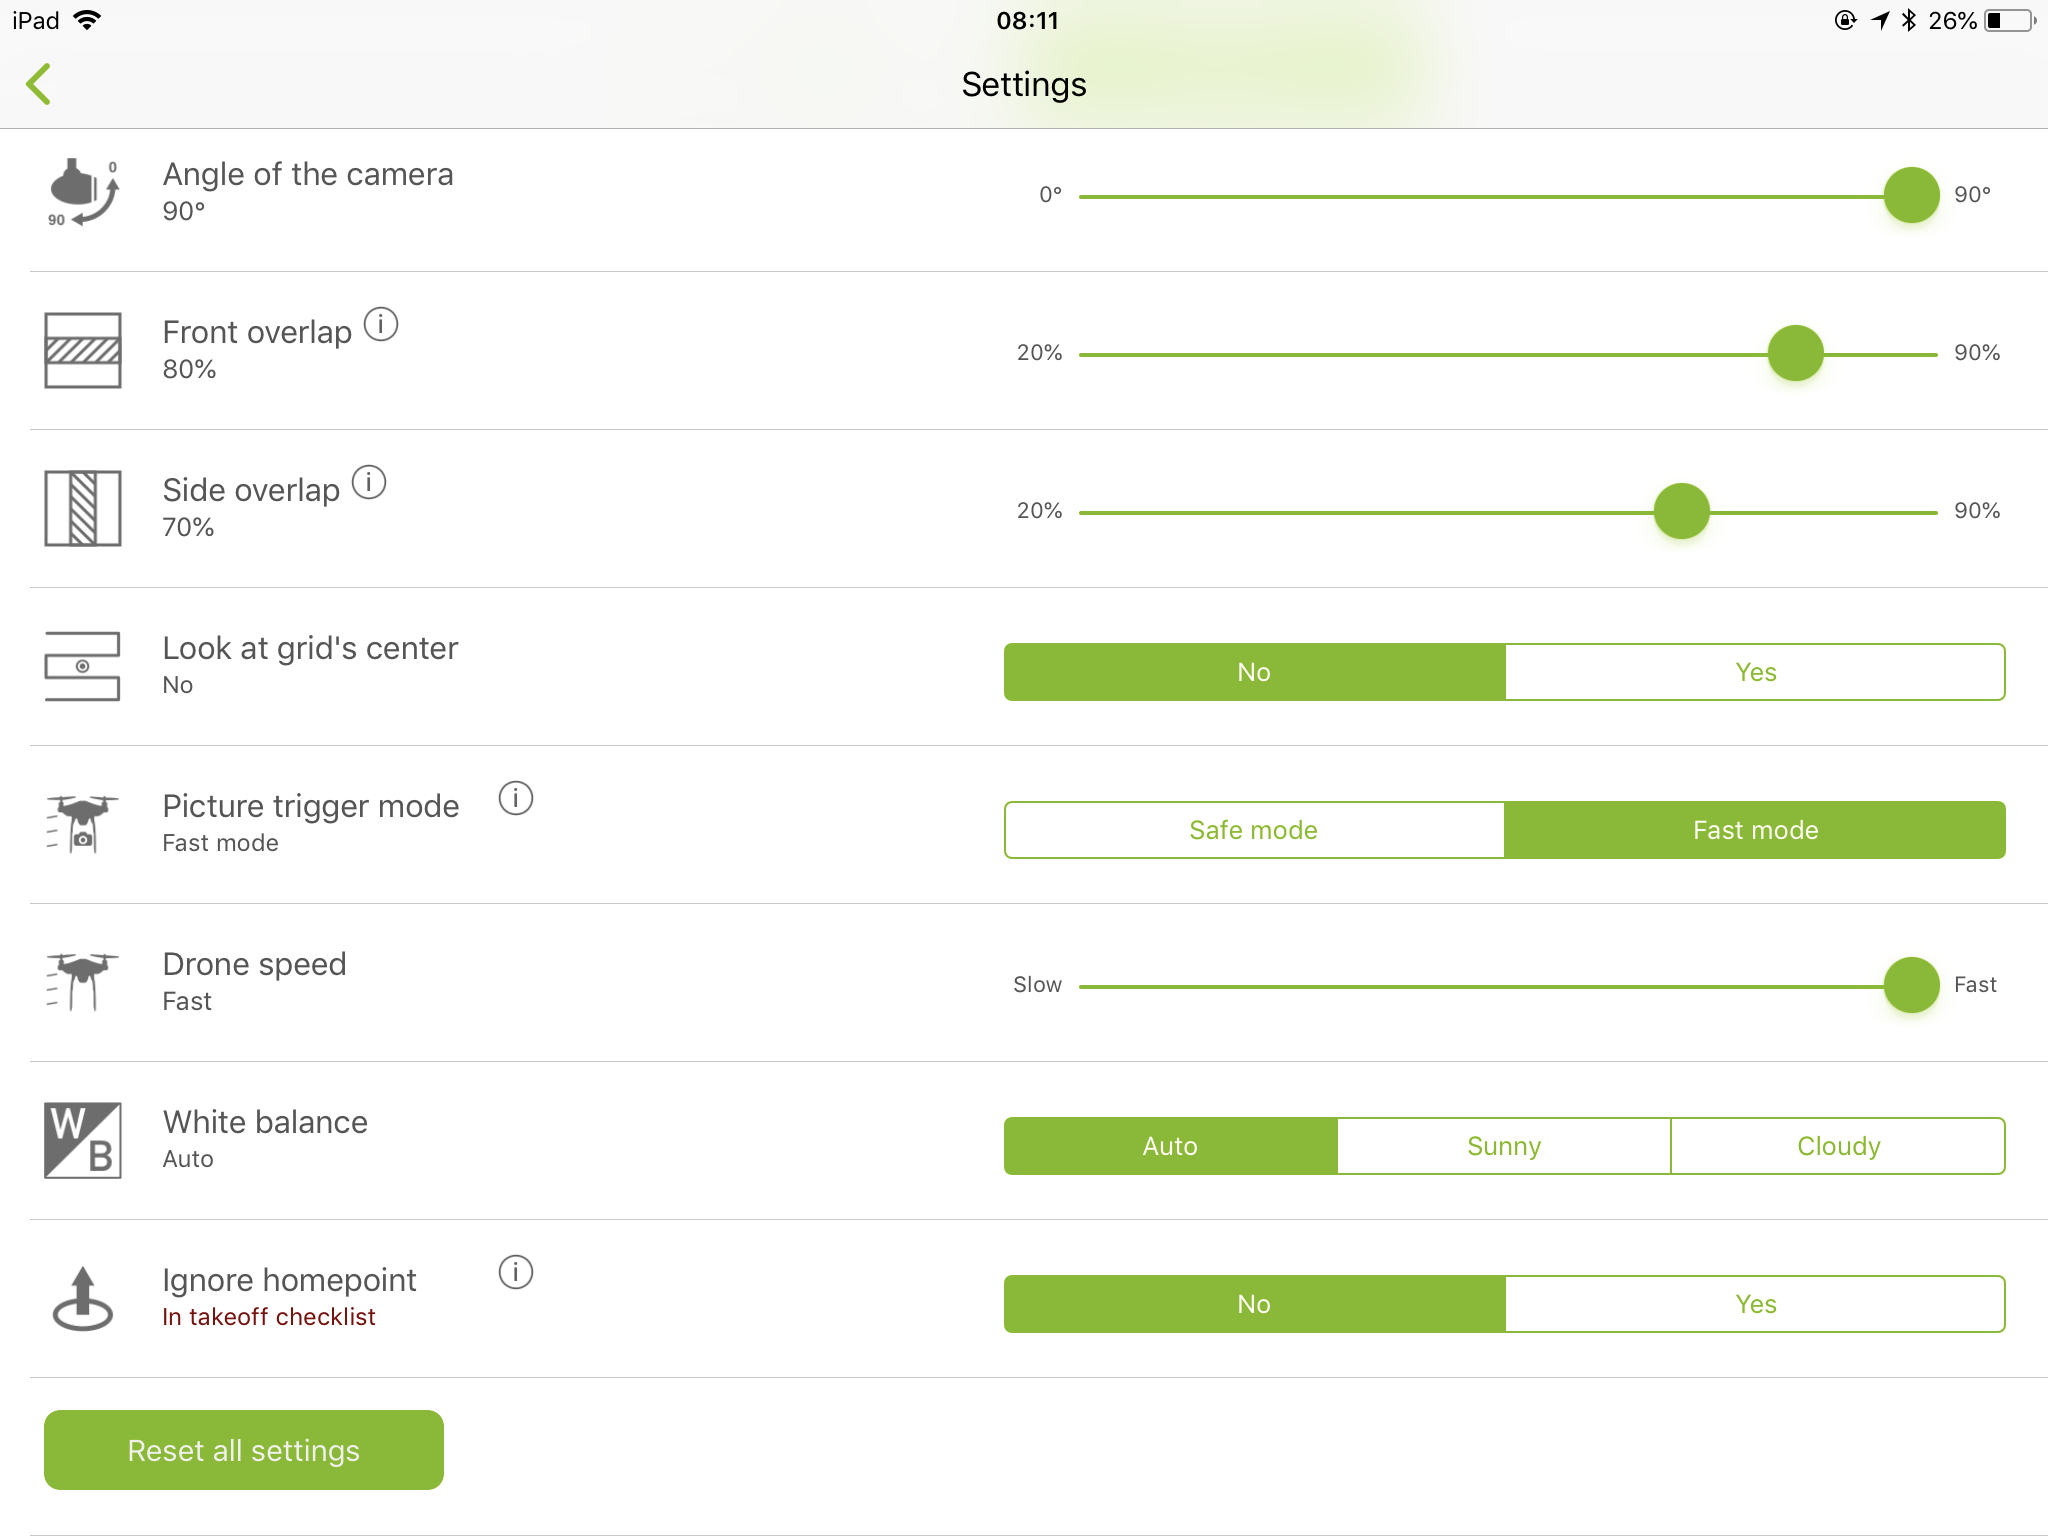 iPad 08:11 26%
Settings
0
90
Angle of the camera
90°
0° 90°
Front overlap i
80%
20% 90%
Side overlap i
70%
20% 90%
Look at grid's center
No
No Yes
Picture trigger mode i
Fast mode
Safe mode Fast mode
Drone speed
Fast
Slow Fast
W
B
White balance
Auto
Auto Sunny Cloudy
Ignore homepoint i
In takeoff checklist
No Yes
Reset all settings